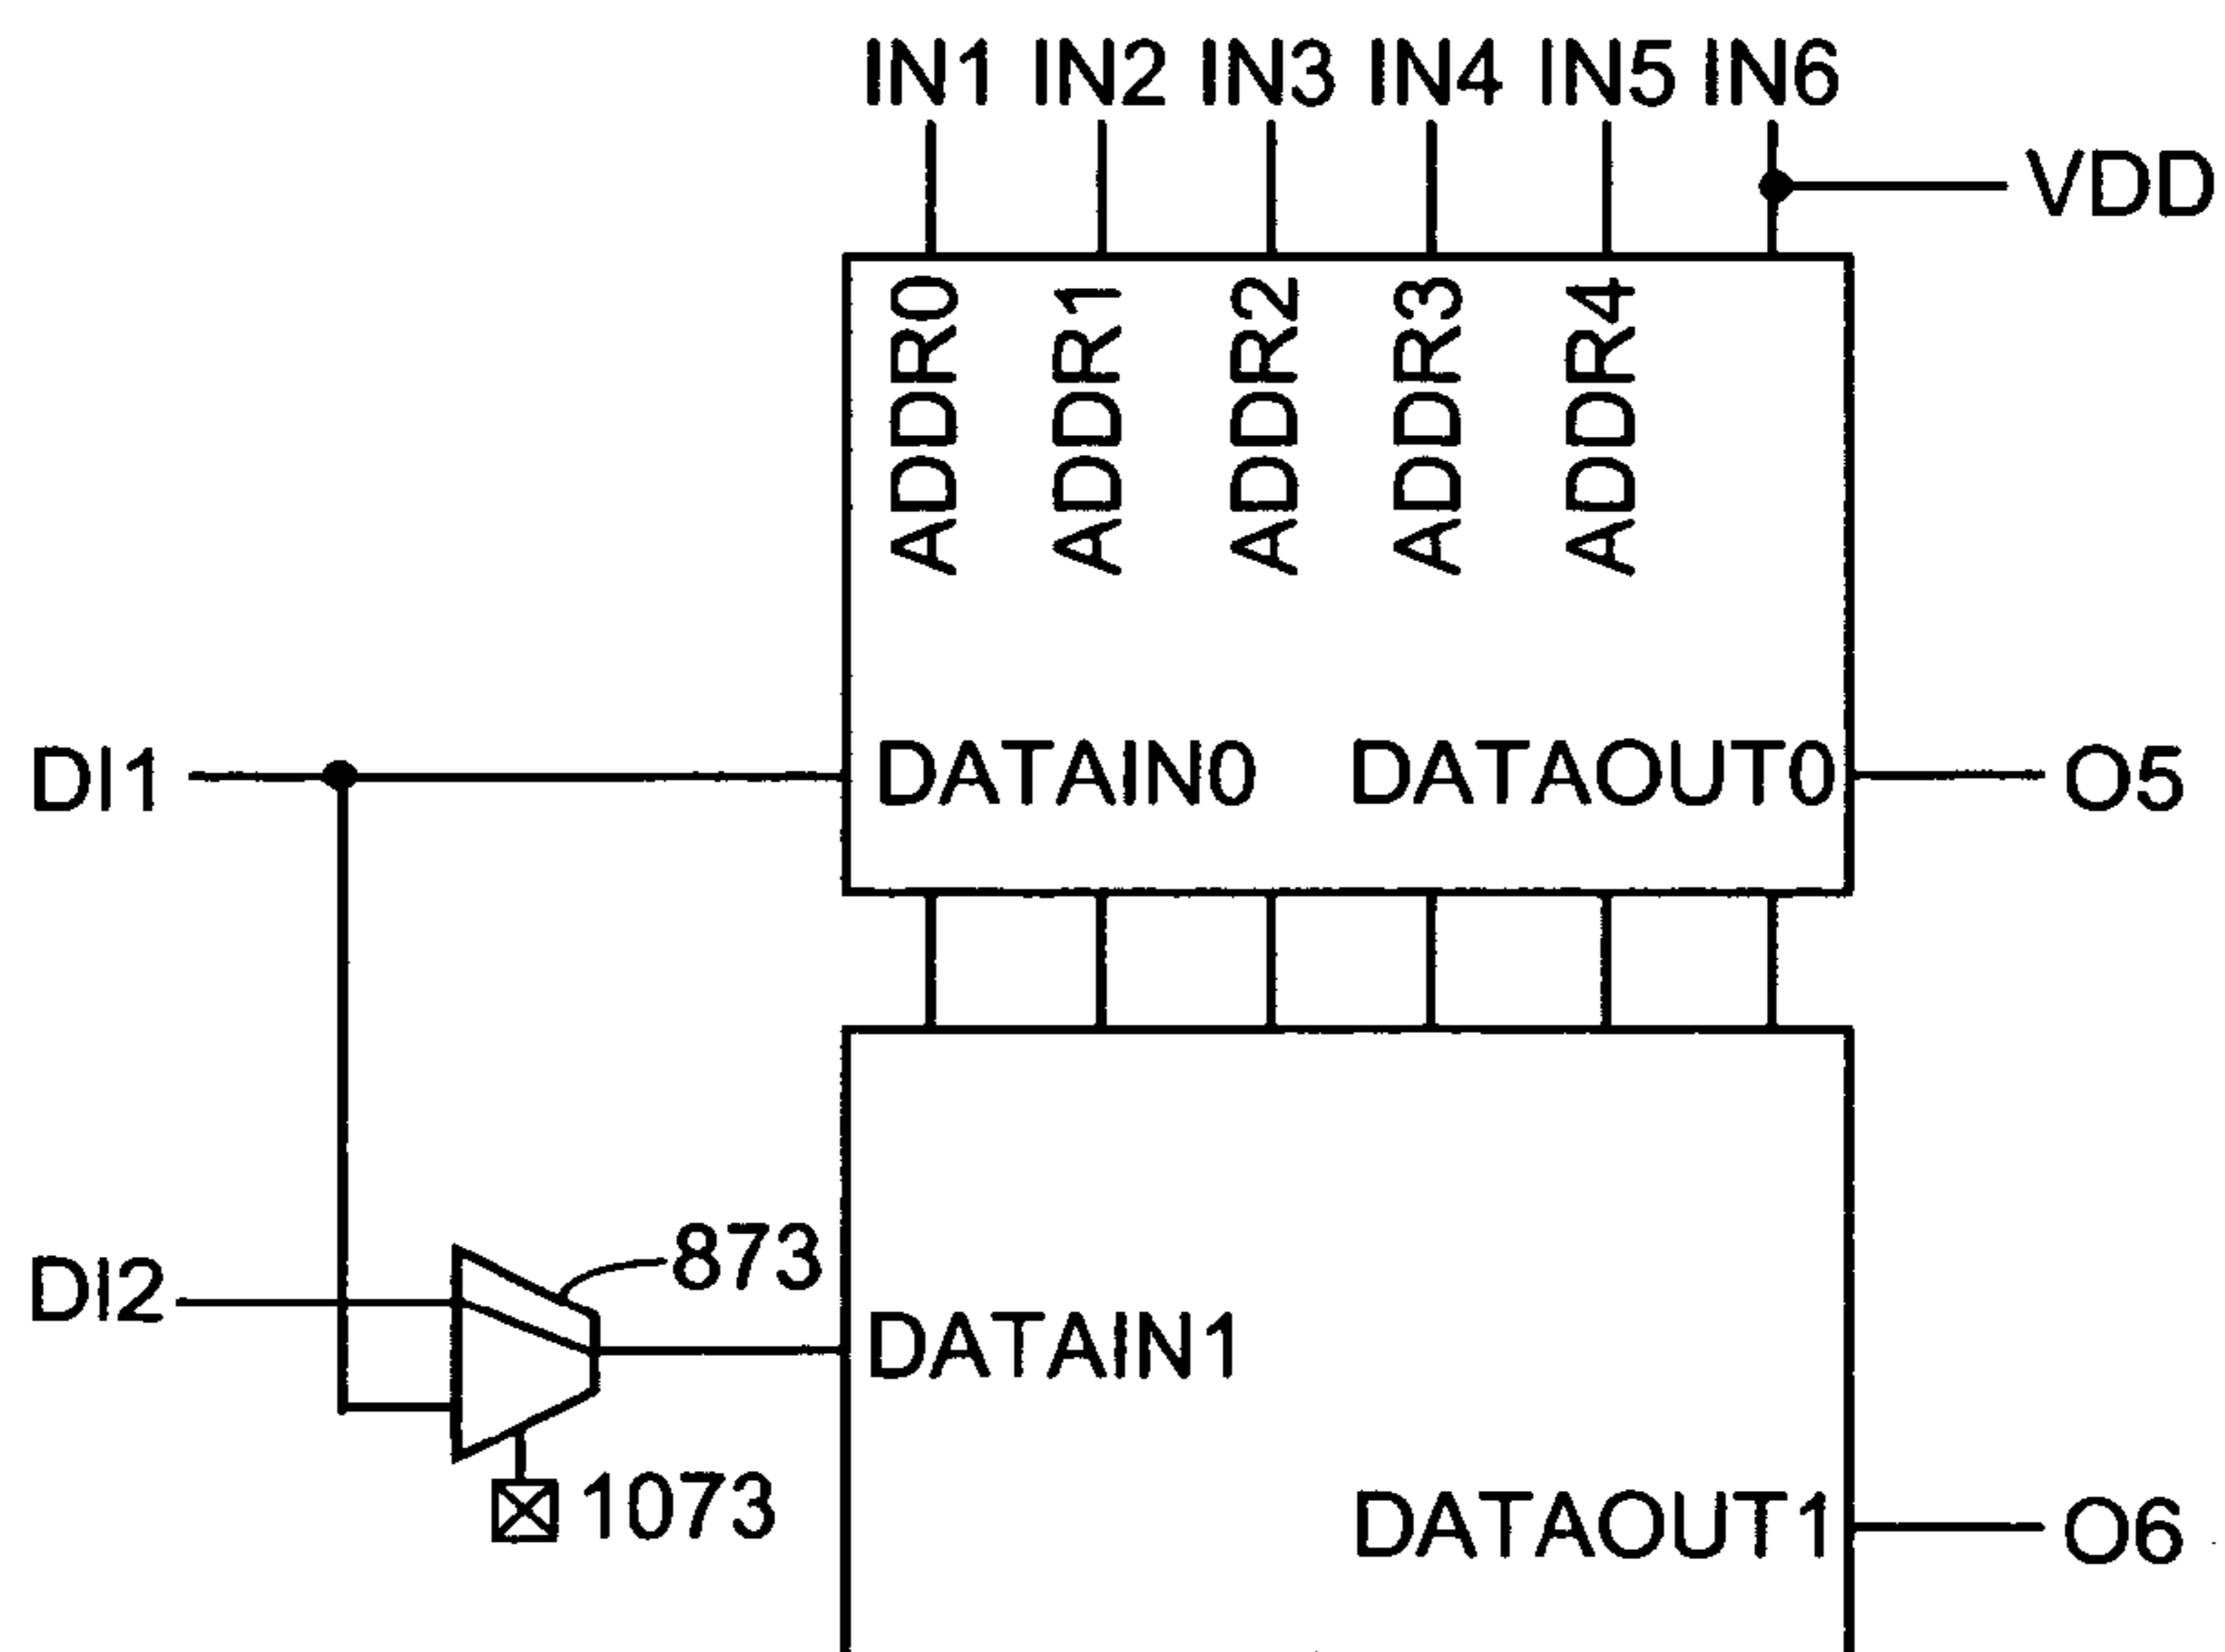 IN1 IN2 IN3 IN4 IN5 IN6
VDD
ADDR0
ADDR1
ADDR2
ADDR3
ADDR4
DI1
DATAIN0
DATAOUT0
O5
873
DI2
DATAIN1
1073
DATAOUT1
O6